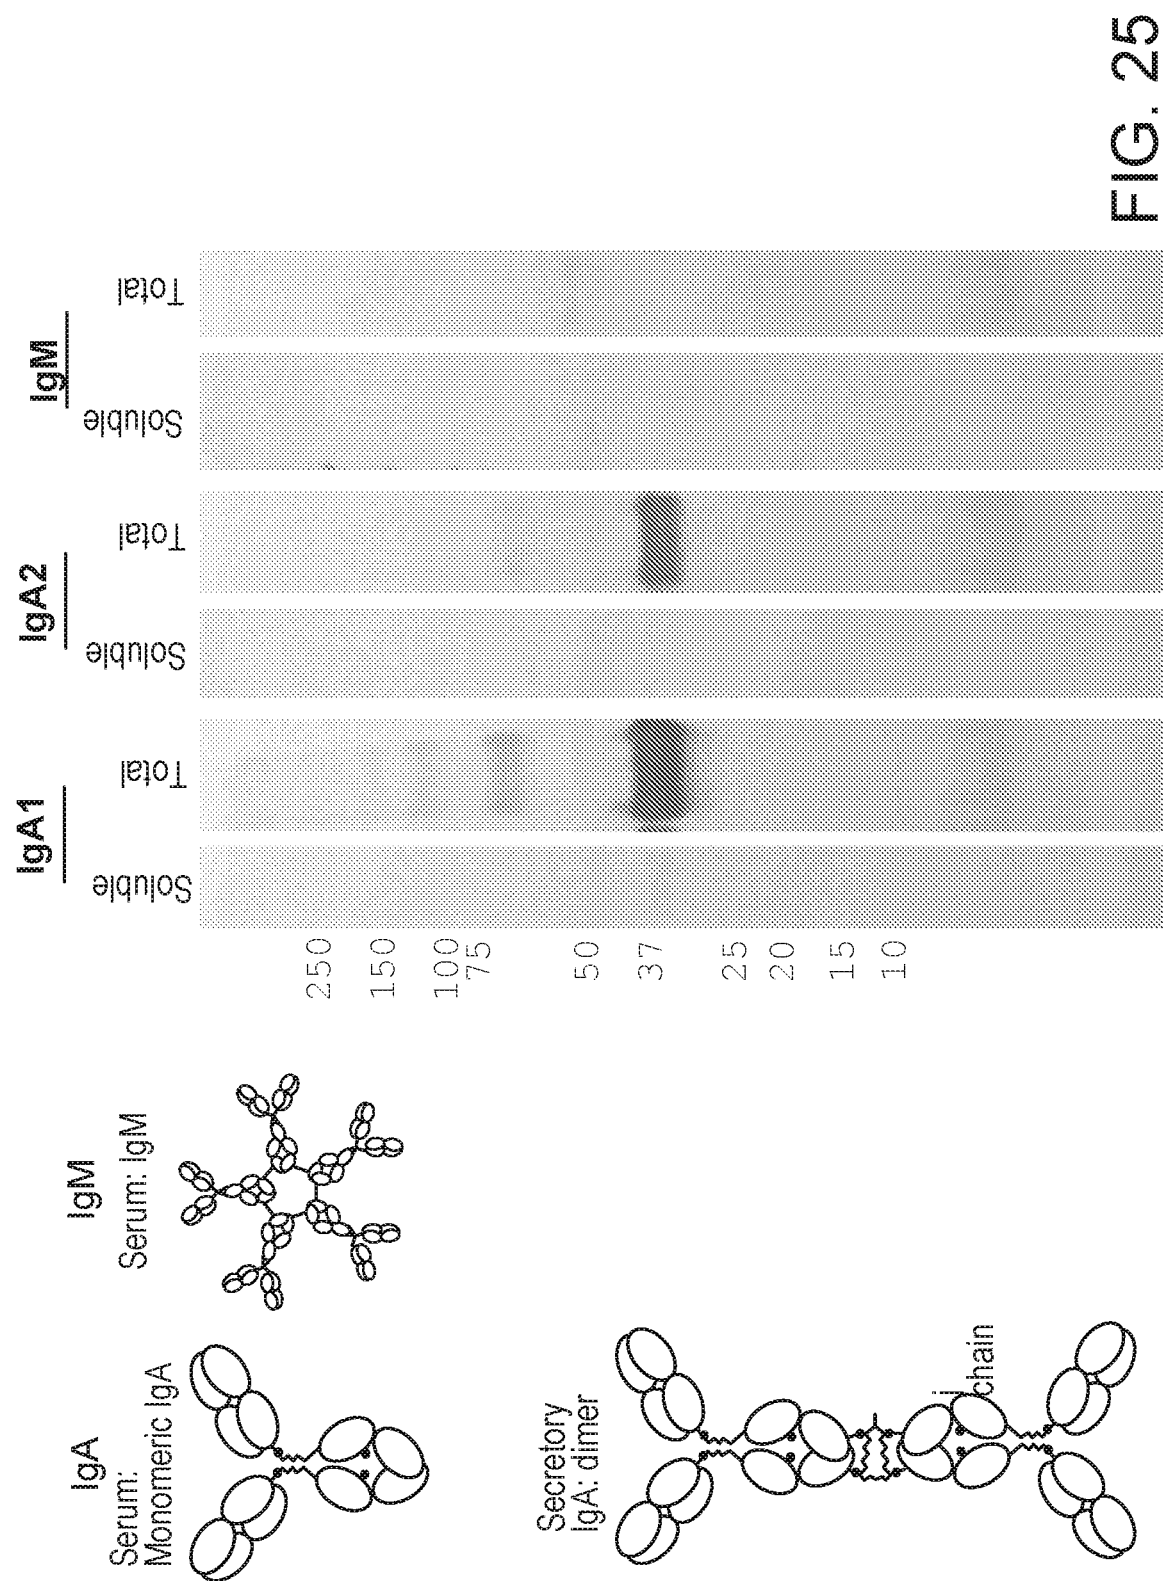 IgA
Serum:
Monomeric IgA
IgM
Serum: IgM
Secretory
IgA: dimer
j
chain
250
150
100
75
50
37
25
20
15
10
IgA1
Soluble
Total
IgA2
Soluble
Total
IgM
Soluble
Total
FIG. 25